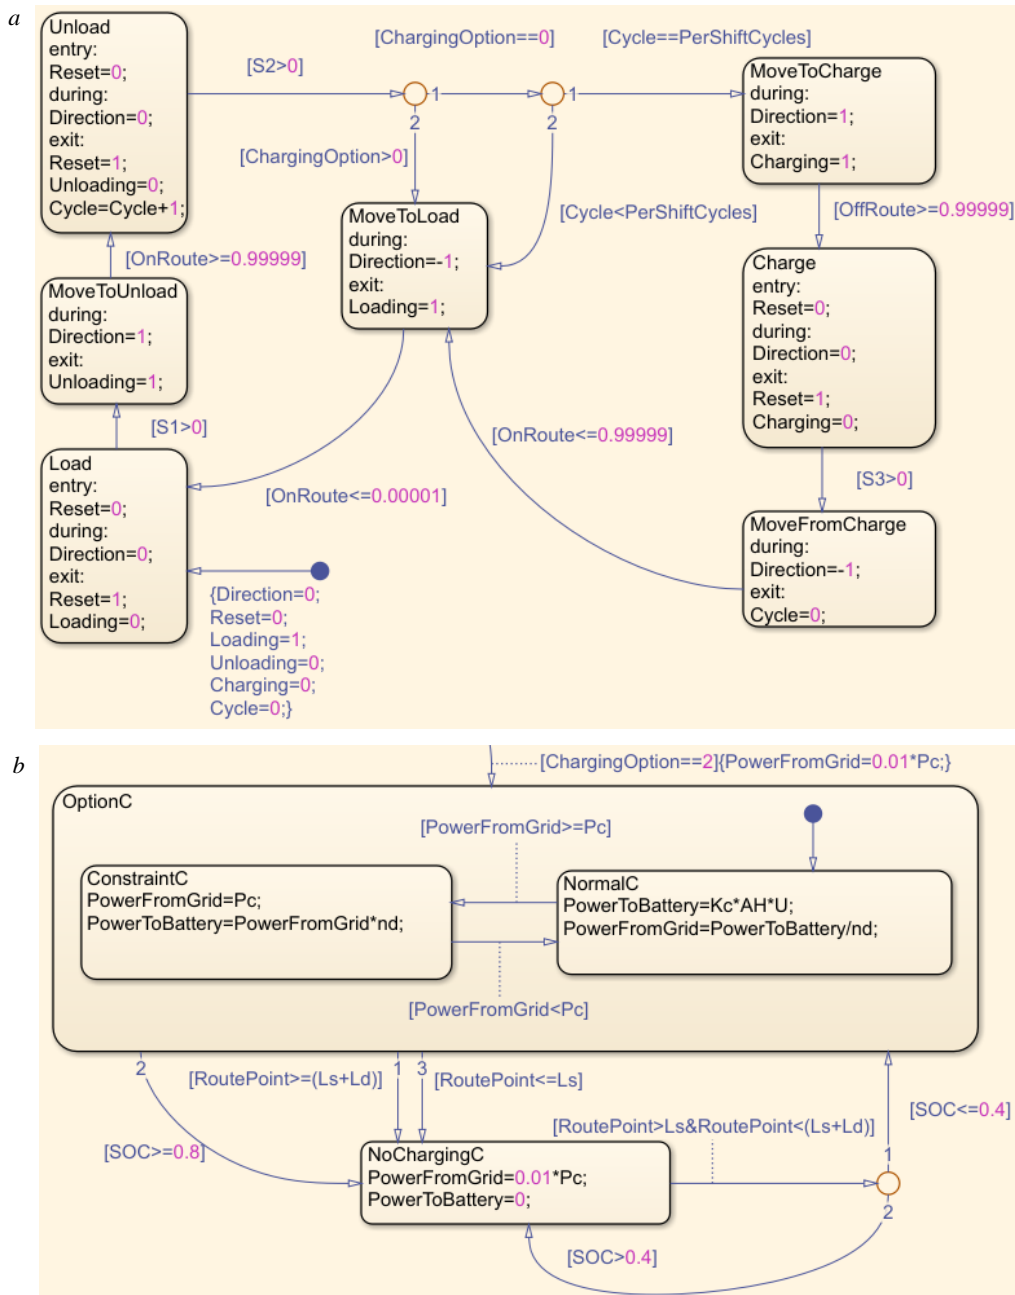 a
Unload
entry:
Reset=0;
during:
Direction=0;
exit:
Reset=1;
Unloading=0;
Cycle=Cycle+1;
[S2>0]
[ChargingOption==0]
[Cycle==PerShiftCycles]
1
2
1
2
[ChargingOption>0]
[Cycle<PerShiftCycles]
MoveToCharge
during:
Direction=1;
exit:
Charging=1;
[OffRoute>=0.99999]
MoveToLoad
during:
Direction=-1;
exit:
Loading=1;
[OnRoute>=0.99999]
MoveToUnload
during:
Direction=1;
exit:
Unloading=1;
Charge
entry:
Reset=0;
during:
Direction=0;
exit:
Reset=1;
Charging=0;
[S1>0]
[OnRoute<=0.99999]
[OnRoute<=0.00001]
[S3>0]
Load
entry:
Reset=0;
during:
Direction=0;
exit:
Reset=1;
Loading=0;
{Direction=0;
Reset=0;
Loading=1;
Unloading=0;
Charging=0;
Cycle=0;}
MoveFromCharge
during:
Direction=-1;
exit:
Cycle=0;
b
[ChargingOption==2]{PowerFromGrid=0.01*Pc;}
OptionC
[PowerFromGrid>=Pc]
ConstraintC
PowerFromGrid=Pc;
PowerToBattery=PowerFromGrid*nd;
NormalC
PowerToBattery=Kc*AH*U;
PowerFromGrid=PowerToBattery/nd;
[PowerFromGrid<Pc]
2
1
3
[RoutePoint>=(Ls+Ld)]
[RoutePoint<=Ls]
[SOC<=0.4]
[SOC>=0.8]
[RoutePoint>Ls&RoutePoint<(Ls+Ld)]
NoChargingC
PowerFromGrid=0.01*Pc;
PowerToBattery=0;
1
2
[SOC>0.4]